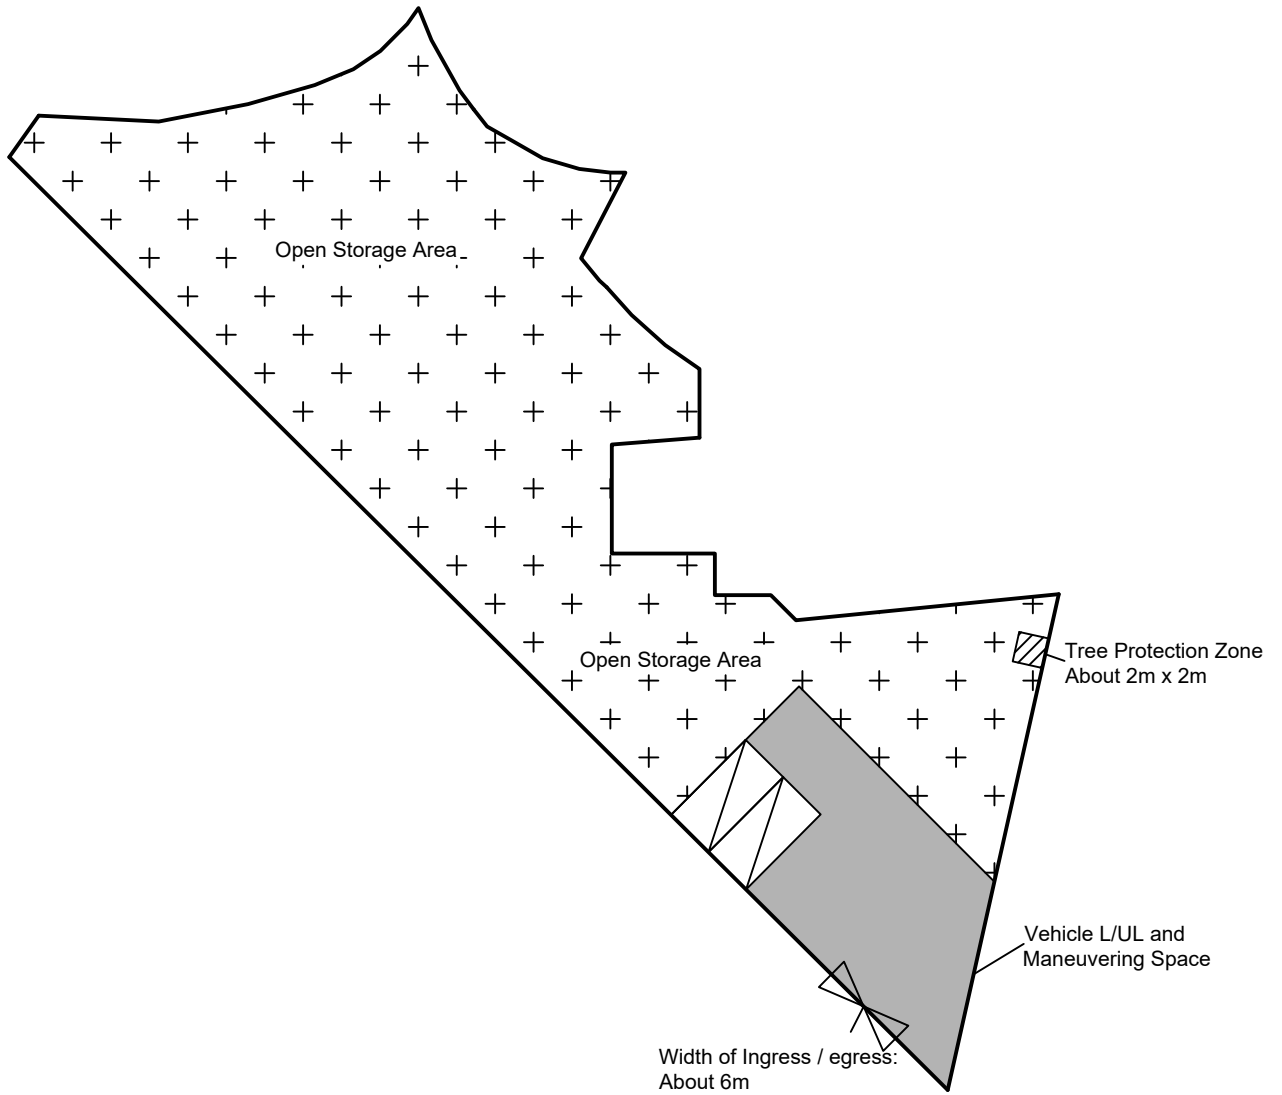 Open Storage Area
Open Storage Area
Tree Protection Zone
About 2m x 2m
Vehicle L/UL and
Maneuvering Space
Width of Ingress / egress:
About 6m